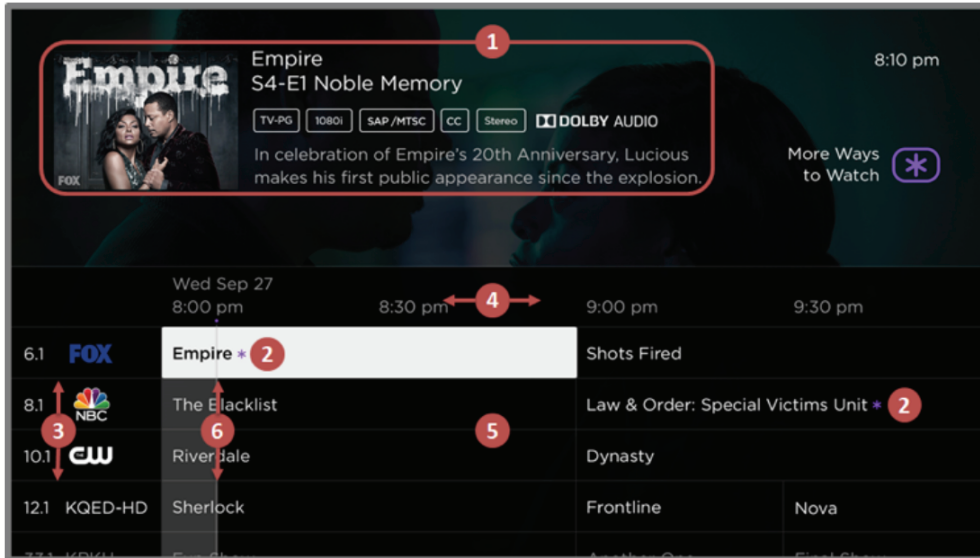 1
Empire
FOX
Empire
S4-E1 Noble Memory
TV-PG 1080i SAP/MTSC CC Stereo DOLBY AUDIO
In celebration of Empire's 20th Anniversary, Lucious
makes his first public appearance since the explosion.
8:10 pm
More Ways
to Watch *
Wed Sep 27
8:00 pm 8:30 pm 4 9:00 pm 9:30 pm
6.1 FOX Empire * 2 Shots Fired
8.1 NBC The Blacklist Law & Order: Special Victims Unit * 2
3 6 5
10.1 CW Riverdale Dynasty
12.1 KQED-HD Sherlock Frontline Nova
Another One Final Show